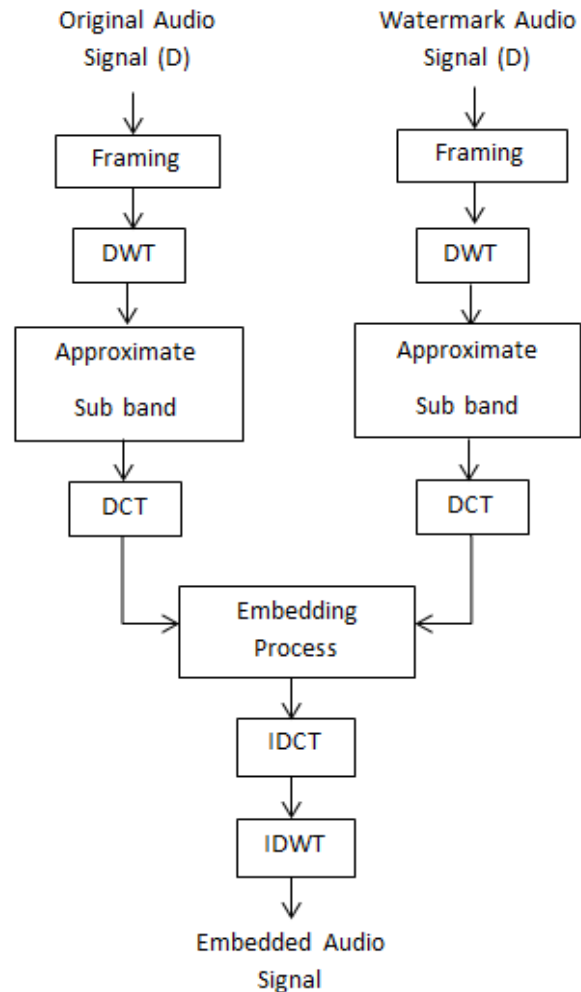 Original Audio
Signal (D)
Watermark Audio
Signal (D)
Framing
Framing
DWT
DWT
Approximate
Sub band
Approximate
Sub band
DCT
DCT
Embedding
Process
IDCT
IDWT
Embedded Audio
Signal